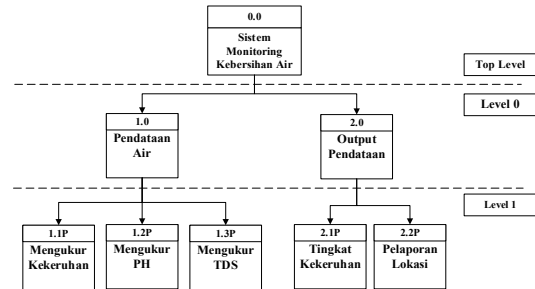 0.0
Sistem
Monitoring
Kebersihan Air
Top Level
Level 0
1.0
Pendataan
Air
2.0
Output
Pendataan
Level 1
1.1P
Mengukur
Kekeruhan
1.2P
Mengukur
PH
1.3P
Mengukur
TDS
2.1P
Tingkat
Kekeruhan
2.2P
Pelaporan
Lokasi